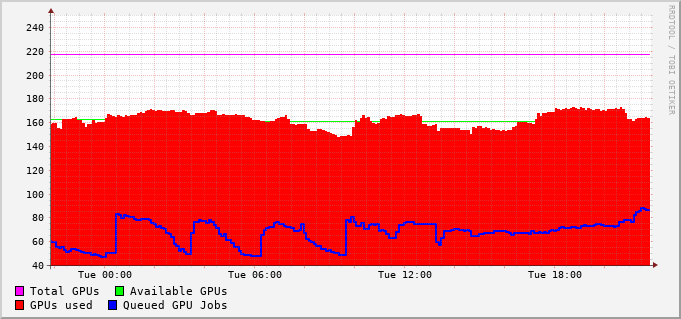 RRDTOOL / TOBI OETIKER
240
220
200
180
160
140
120
100
80
60
40
Tue 00:00 Tue 06:00 Tue 12:00 Tue 18:00
Total GPUs Available GPUs
GPUs used Queued GPU Jobs